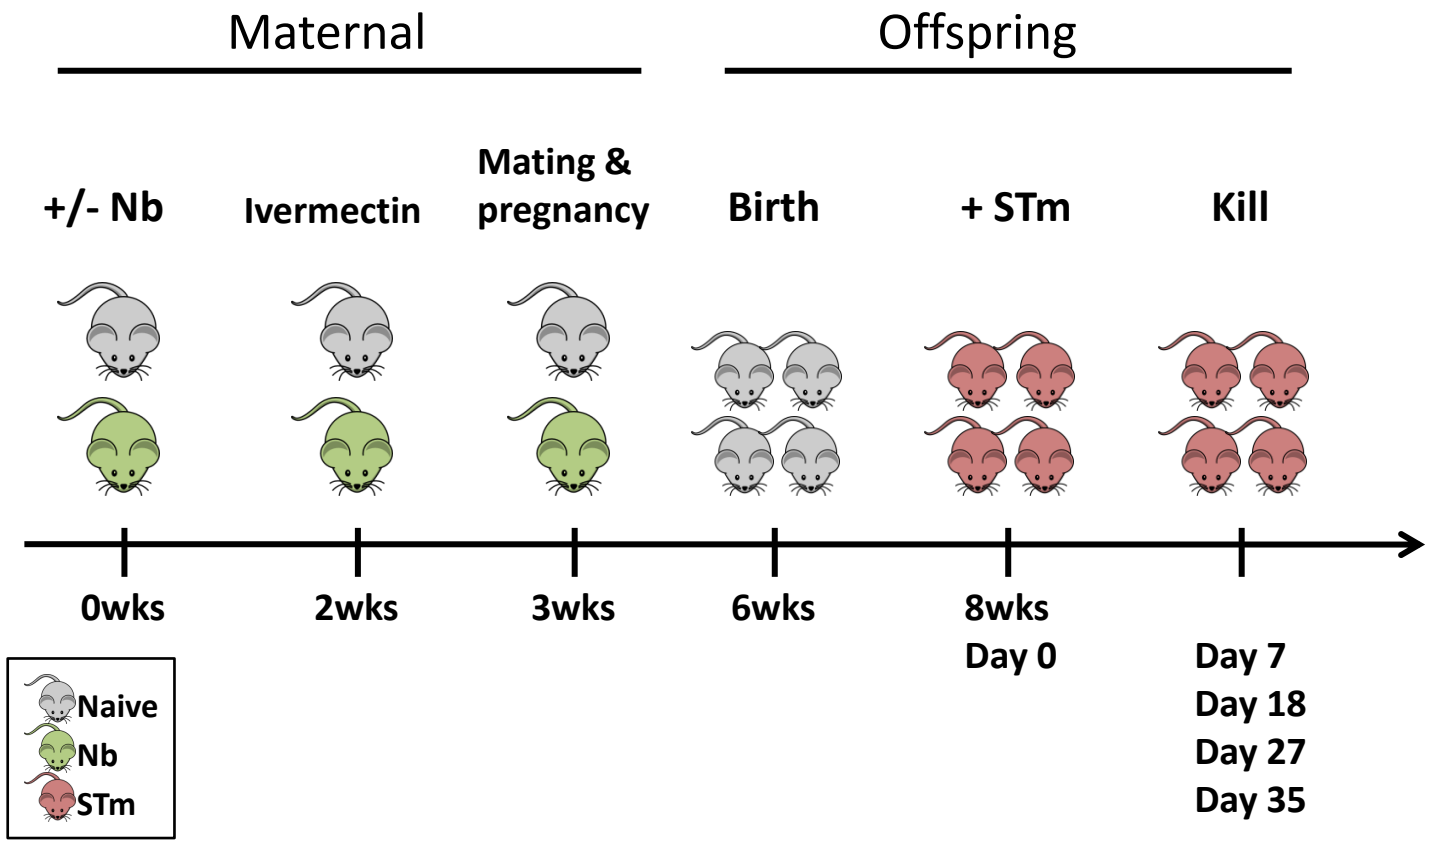 Maternal
Offspring
+/- Nb
Ivermectin
Mating &
pregnancy
Birth
+ STm
Kill
0wks
2wks
3wks
6wks
8wks
Day 0
Day 7
Day 18
Day 27
Day 35
Naive
Nb
STm